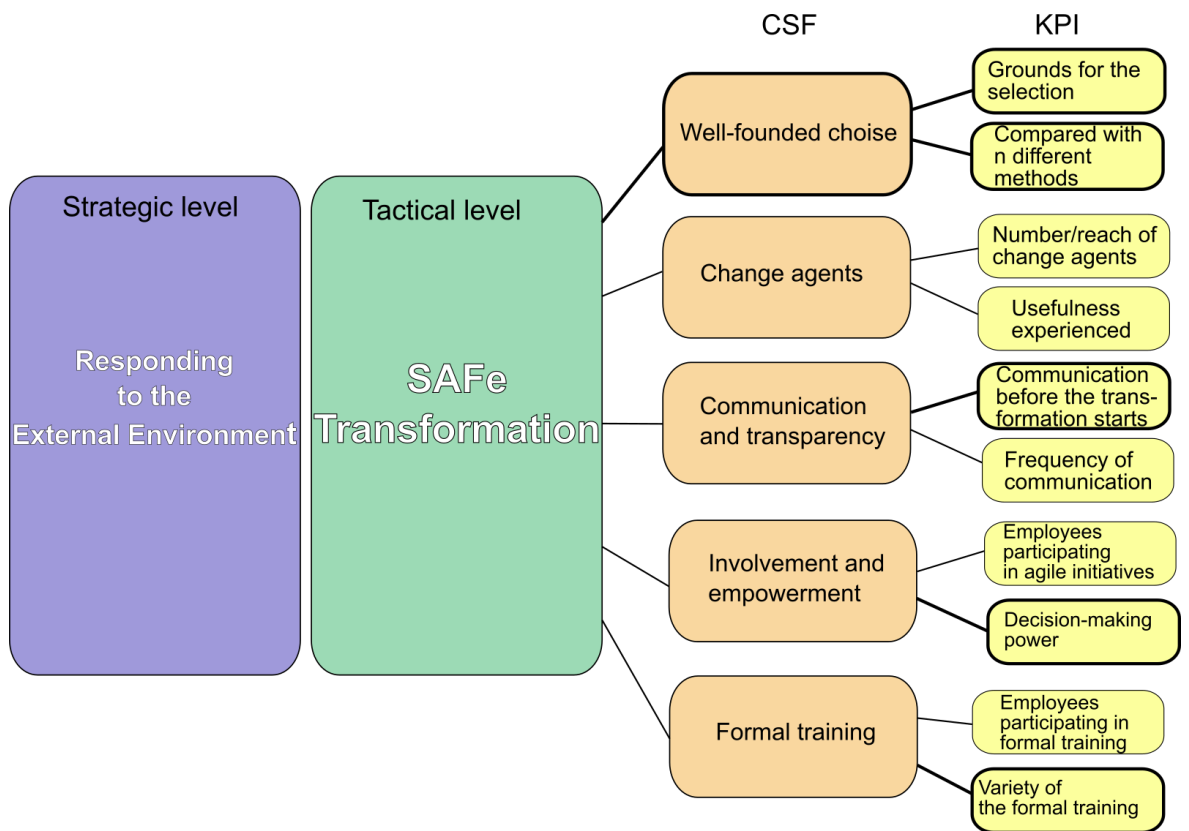 CSF
KPI
Strategic level
Responding
to the
External Environment
Tactical level
SAFe
Transformation
Well-founded choise
Grounds for the
selection
Compared with
n different
methods
Change agents
Number/reach of
change agents
Usefulness
experienced
Communication
and transparency
Communication
before the trans-
formation starts
Frequency of
communication
Involvement and
empowerment
Employees
participating
in agile initiatives
Decision-making
power
Formal training
Employees
participating in
formal training
Variety of
the formal training